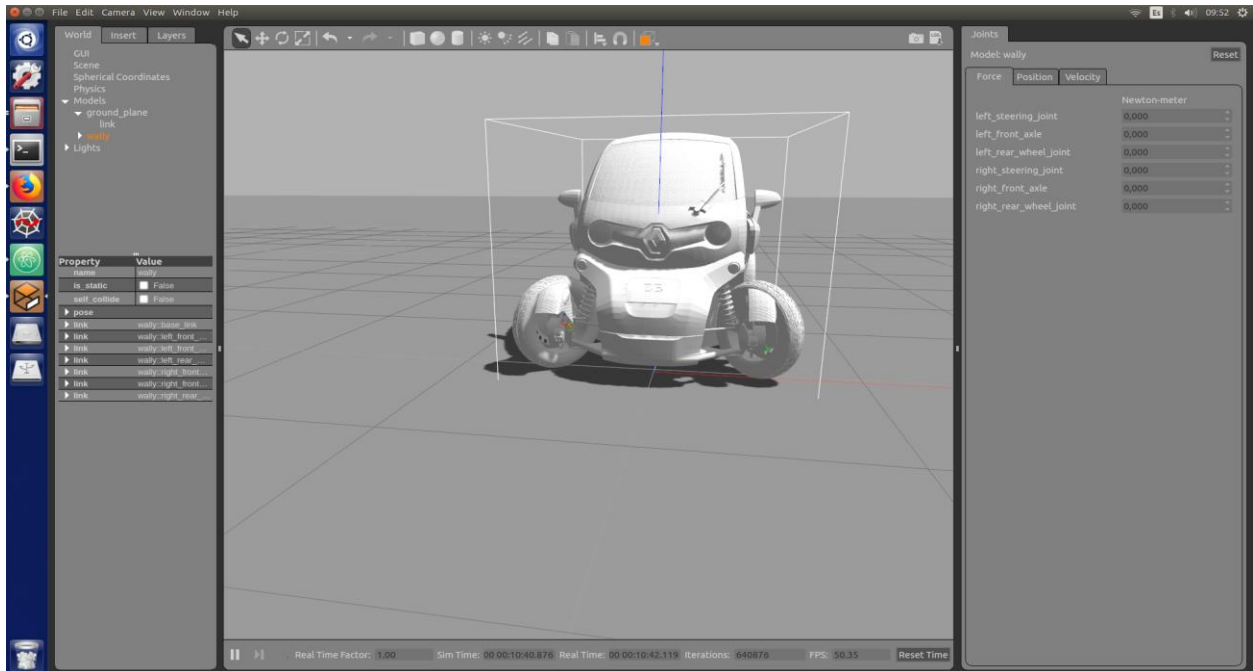 File Edit Camera View Window Help
Es 09:52
World Insert Layers
GUI
Scene
Spherical Coordinates
Physics
Models
ground_plane
link
wally
Lights
Property Value
name wally
is_static False
self_collide False
pose
link wally::base_link
link wally::left_front_...
link wally::left_front_...
link wally::left_rear_...
link wally::right_front...
link wally::right_front...
link wally::right_rear_...
Real Time Factor: 1.00 Sim Time: 00 00:10:40.876 Real Time: 00 00:10:42.119 Iterations: 640876 FPS: 50.35 Reset Time
Joints
Model: wally Reset
Force Position Velocity
Newton-meter
left_steering_joint 0,000
left_front_axle 0,000
left_rear_wheel_joint 0,000
right_steering_joint 0,000
right_front_axle 0,000
right_rear_wheel_joint 0,000